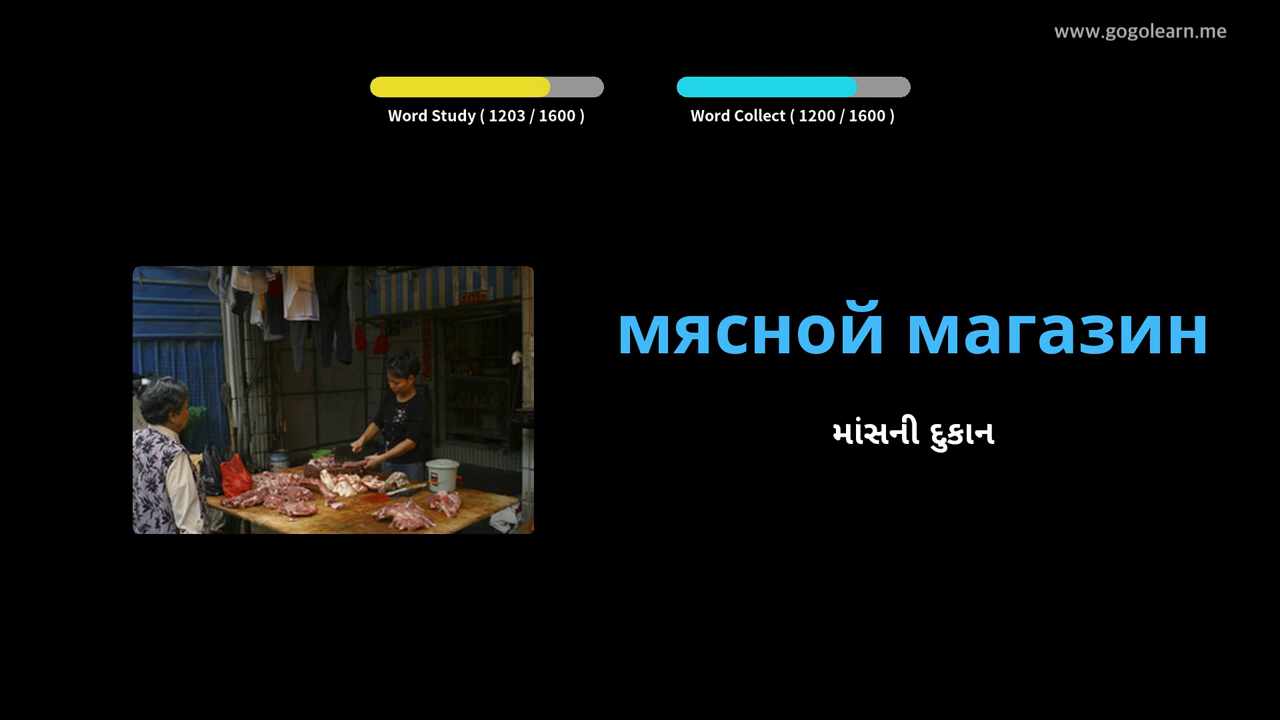 www.gogolearn.me
Word Study ( 1203 / 1600 )
Word Collect ( 1200 / 1600 )
мясной магазин
માંસની દુકાન